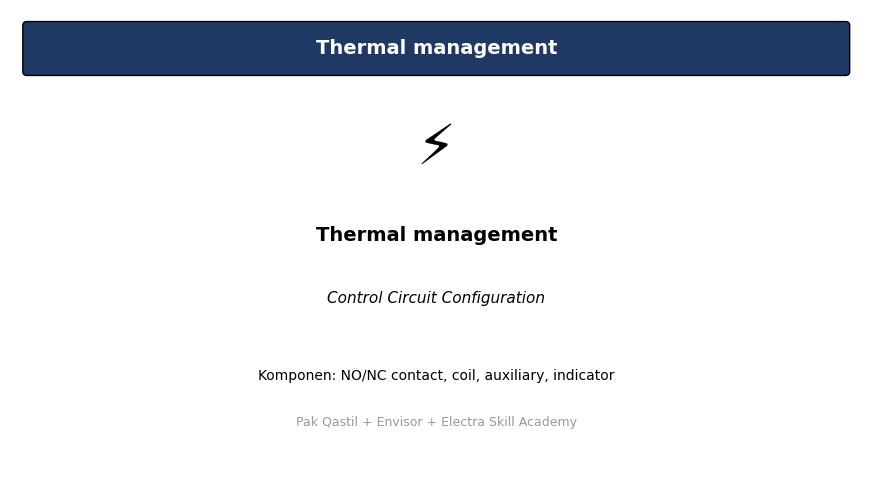 Thermal management
⚡
Thermal management
Control Circuit Configuration
Komponen: NO/NC contact, coil, auxiliary, indicator
Pak Qastil + Envisor + Electra Skill Academy